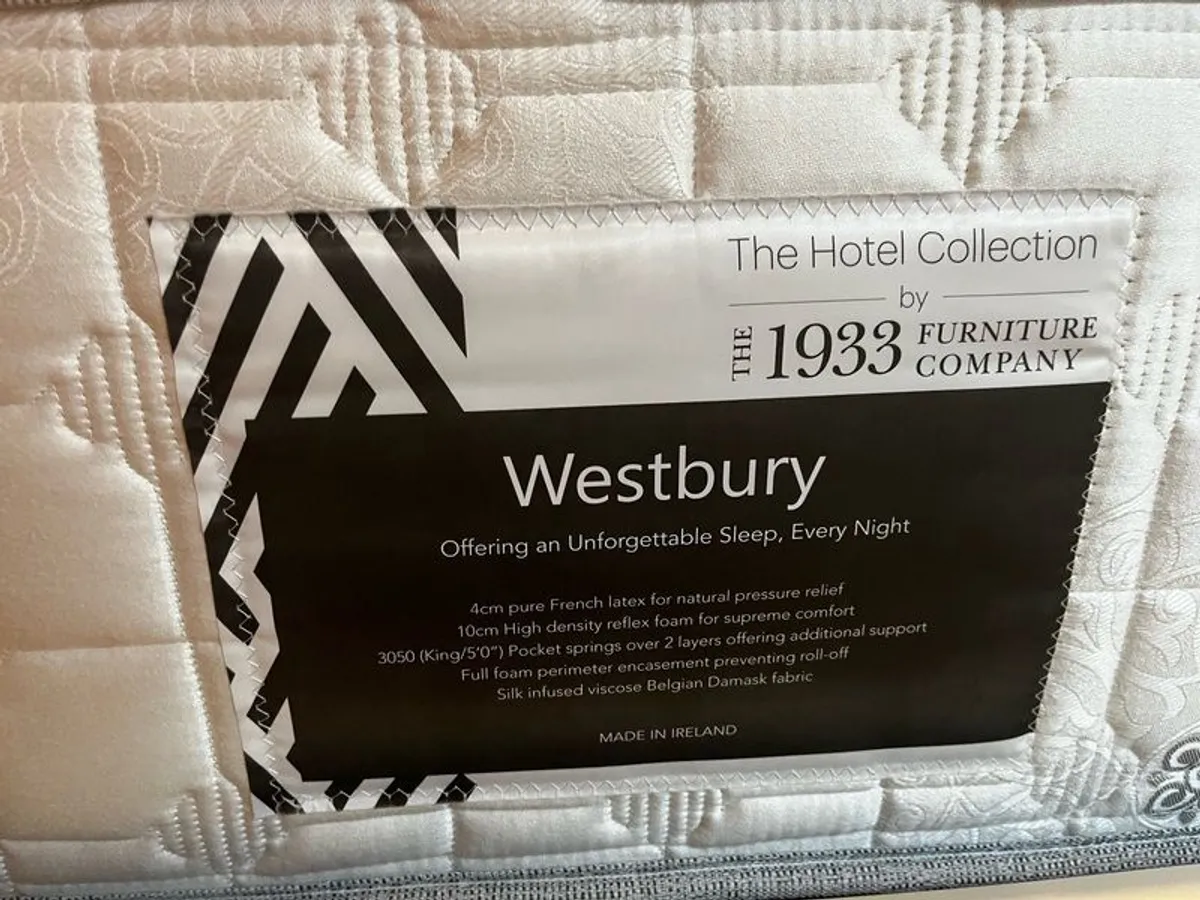 The Hotel Collection
by
THE 1933 FURNITURE
COMPANY
Westbury
Offering an Unforgettable Sleep, Every Night
4cm pure French latex for natural pressure relief
10cm High density reflex foam for supreme comfort
3050 (King/5'0") Pocket springs over 2 layers offering additional support
Full foam perimeter encasement preventing roll-off
Silk infused viscose Belgian Damask fabric
MADE IN IRELAND